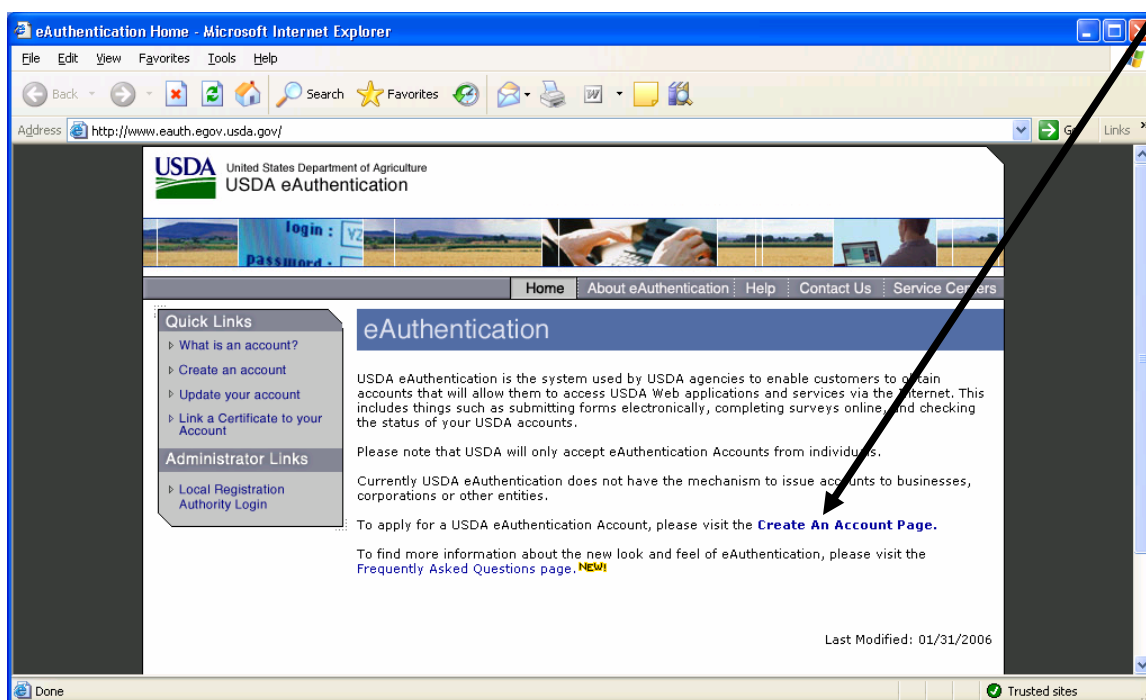 eAuthentication Home - Microsoft Internet Explorer
File Edit View Favorites Tools Help
Back Search Favorites
Address http://www.eauth.egov.usda.gov/ Links
USDA United States Department of Agriculture
USDA eAuthentication
login :
password :
Home About eAuthentication Help Contact Us Service Centers
Quick Links
What is an account?
Create an account
Update your account
Link a Certificate to your
Account
Administrator Links
Local Registration
Authority Login
eAuthentication
USDA eAuthentication is the system used by USDA agencies to enable customers to obtain
accounts that will allow them to access USDA Web applications and services via the Internet. This
includes things such as submitting forms electronically, completing surveys online, and checking
the status of your USDA accounts.
Please note that USDA will only accept eAuthentication Accounts from individuals.
Currently USDA eAuthentication does not have the mechanism to issue accounts to businesses,
corporations or other entities.
To apply for a USDA eAuthentication Account, please visit the Create An Account Page.
To find more information about the new look and feel of eAuthentication, please visit the
Frequently Asked Questions page. NEW!
Last Modified: 01/31/2006
Done Trusted sites